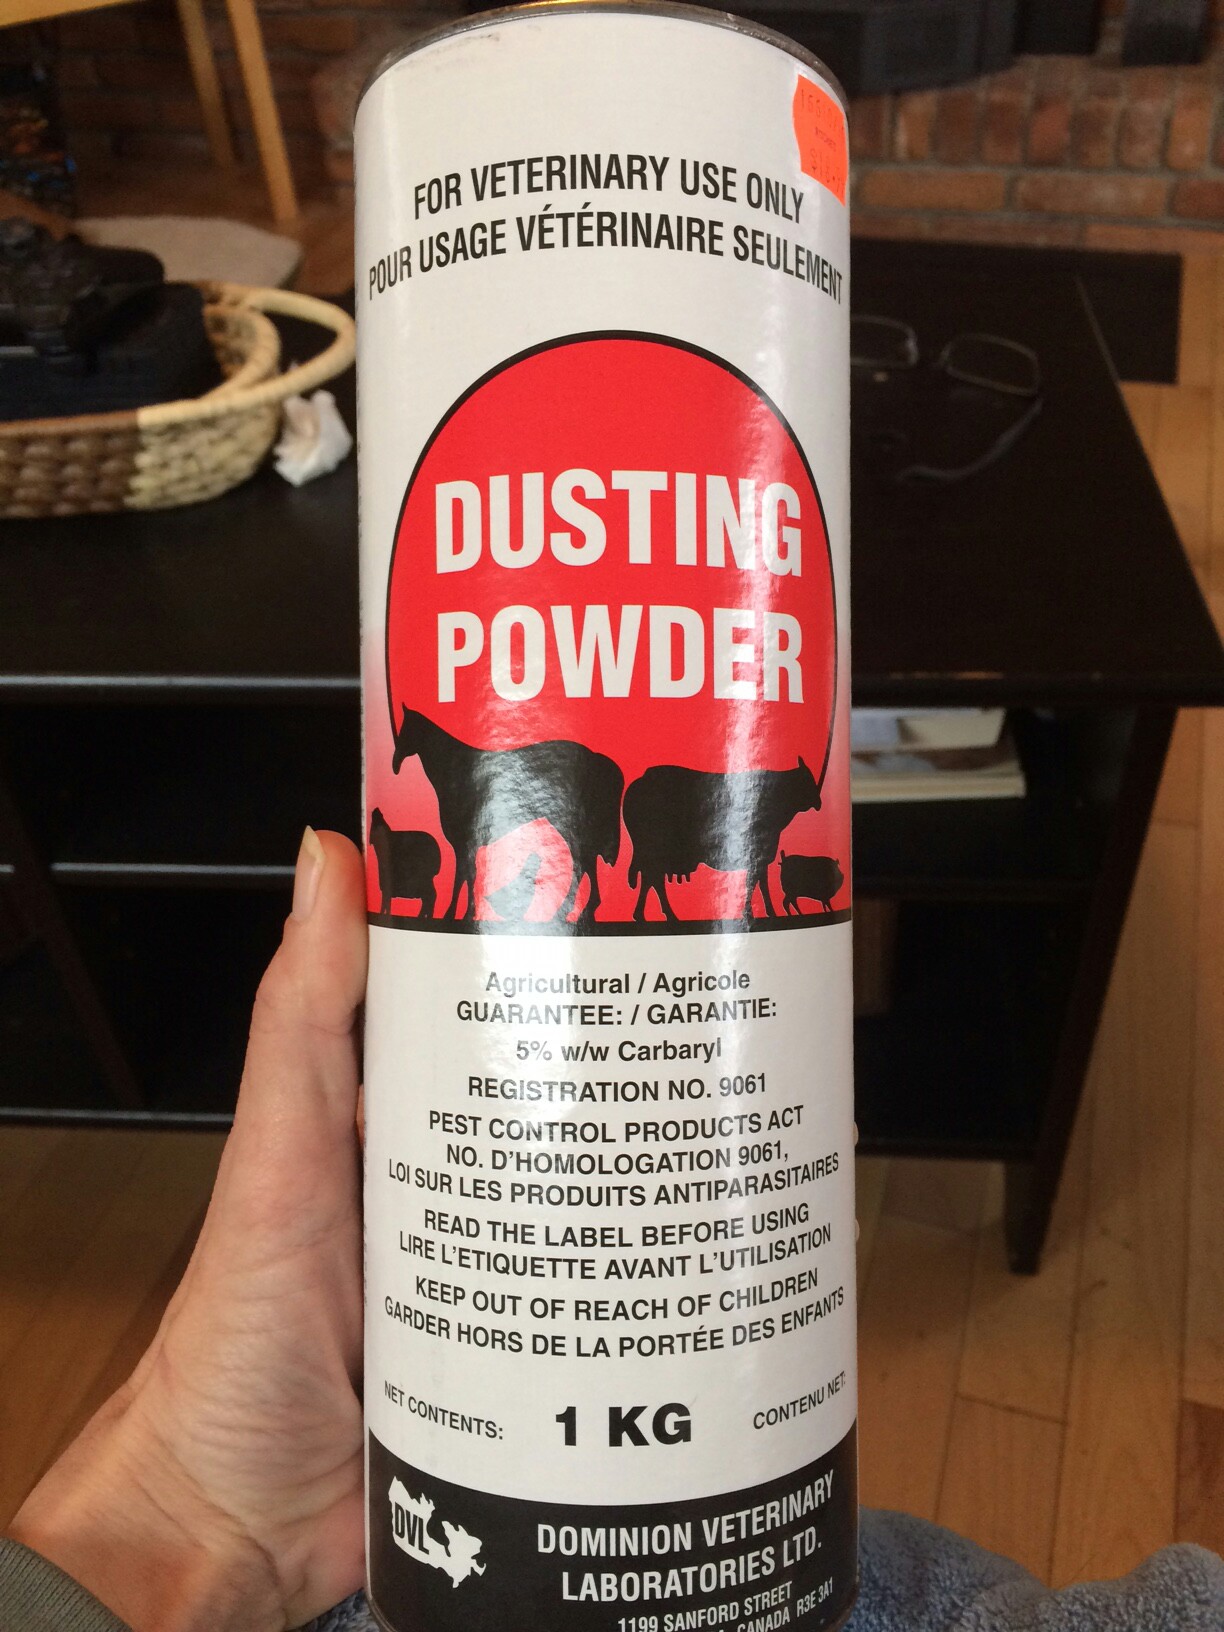 FOR VETERINARY USE ONLY
POUR USAGE VÉTÉRINAIRE SEULEMENT
DUSTING
POWDER
Agricultural / Agricole
GUARANTEE: / GARANTIE:
5% w/w Carbaryl
REGISTRATION NO. 9061
PEST CONTROL PRODUCTS ACT
NO. D'HOMOLOGATION 9061,
LOI SUR LES PRODUITS ANTIPARASITAIRES
READ THE LABEL BEFORE USING
LIRE L'ETIQUETTE AVANT L'UTILISATION
KEEP OUT OF REACH OF CHILDREN
GARDER HORS DE LA PORTÉE DES ENFANTS
NET CONTENTS: 1 KG CONTENU NET:
DVL
DOMINION VETERINARY
LABORATORIES LTD.
1199 SANFORD STREET
CANADA R3E 3A1